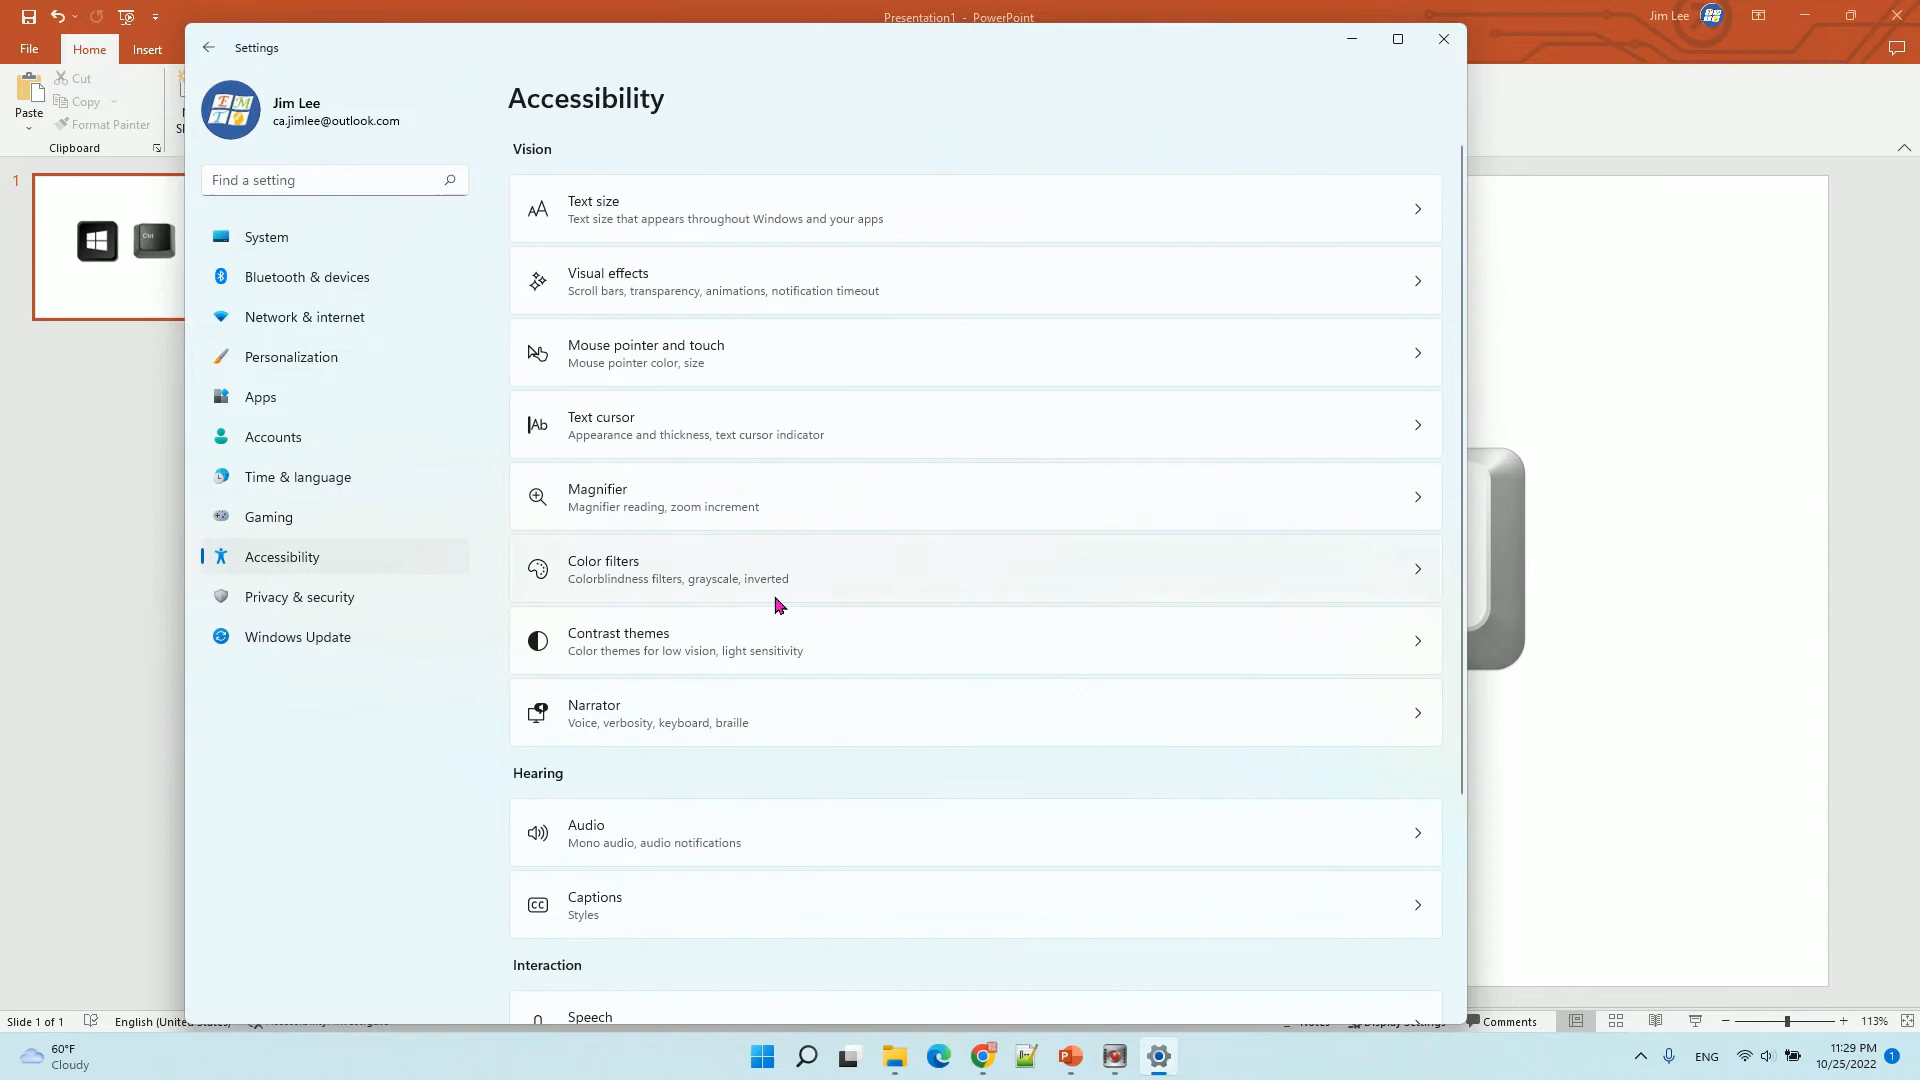 Presentation1 - PowerPoint
Jim Lee
File
Home
Insert
Cut
Copy
Format Painter
Paste
Clipboard
Settings
Jim Lee
ca.jimlee@outlook.com
Find a setting
System
Bluetooth & devices
Network & internet
Personalization
Apps
Accounts
Time & language
Gaming
Accessibility
Privacy & security
Windows Update
Accessibility
Vision
Text size
Text size that appears throughout Windows and your apps
Visual effects
Scroll bars, transparency, animations, notification timeout
Mouse pointer and touch
Mouse pointer color, size
Text cursor
Appearance and thickness, text cursor indicator
Magnifier
Magnifier reading, zoom increment
Color filters
Colorblindness filters, grayscale, inverted
Contrast themes
Color themes for low vision, light sensitivity
Narrator
Voice, verbosity, keyboard, braille
Hearing
Audio
Mono audio, audio notifications
Captions
Styles
Interaction
Speech
1
Ctrl
Slide 1 of 1
English (United States)
Comments
113%
60°F
Cloudy
ENG
11:29 PM
10/25/2022
1